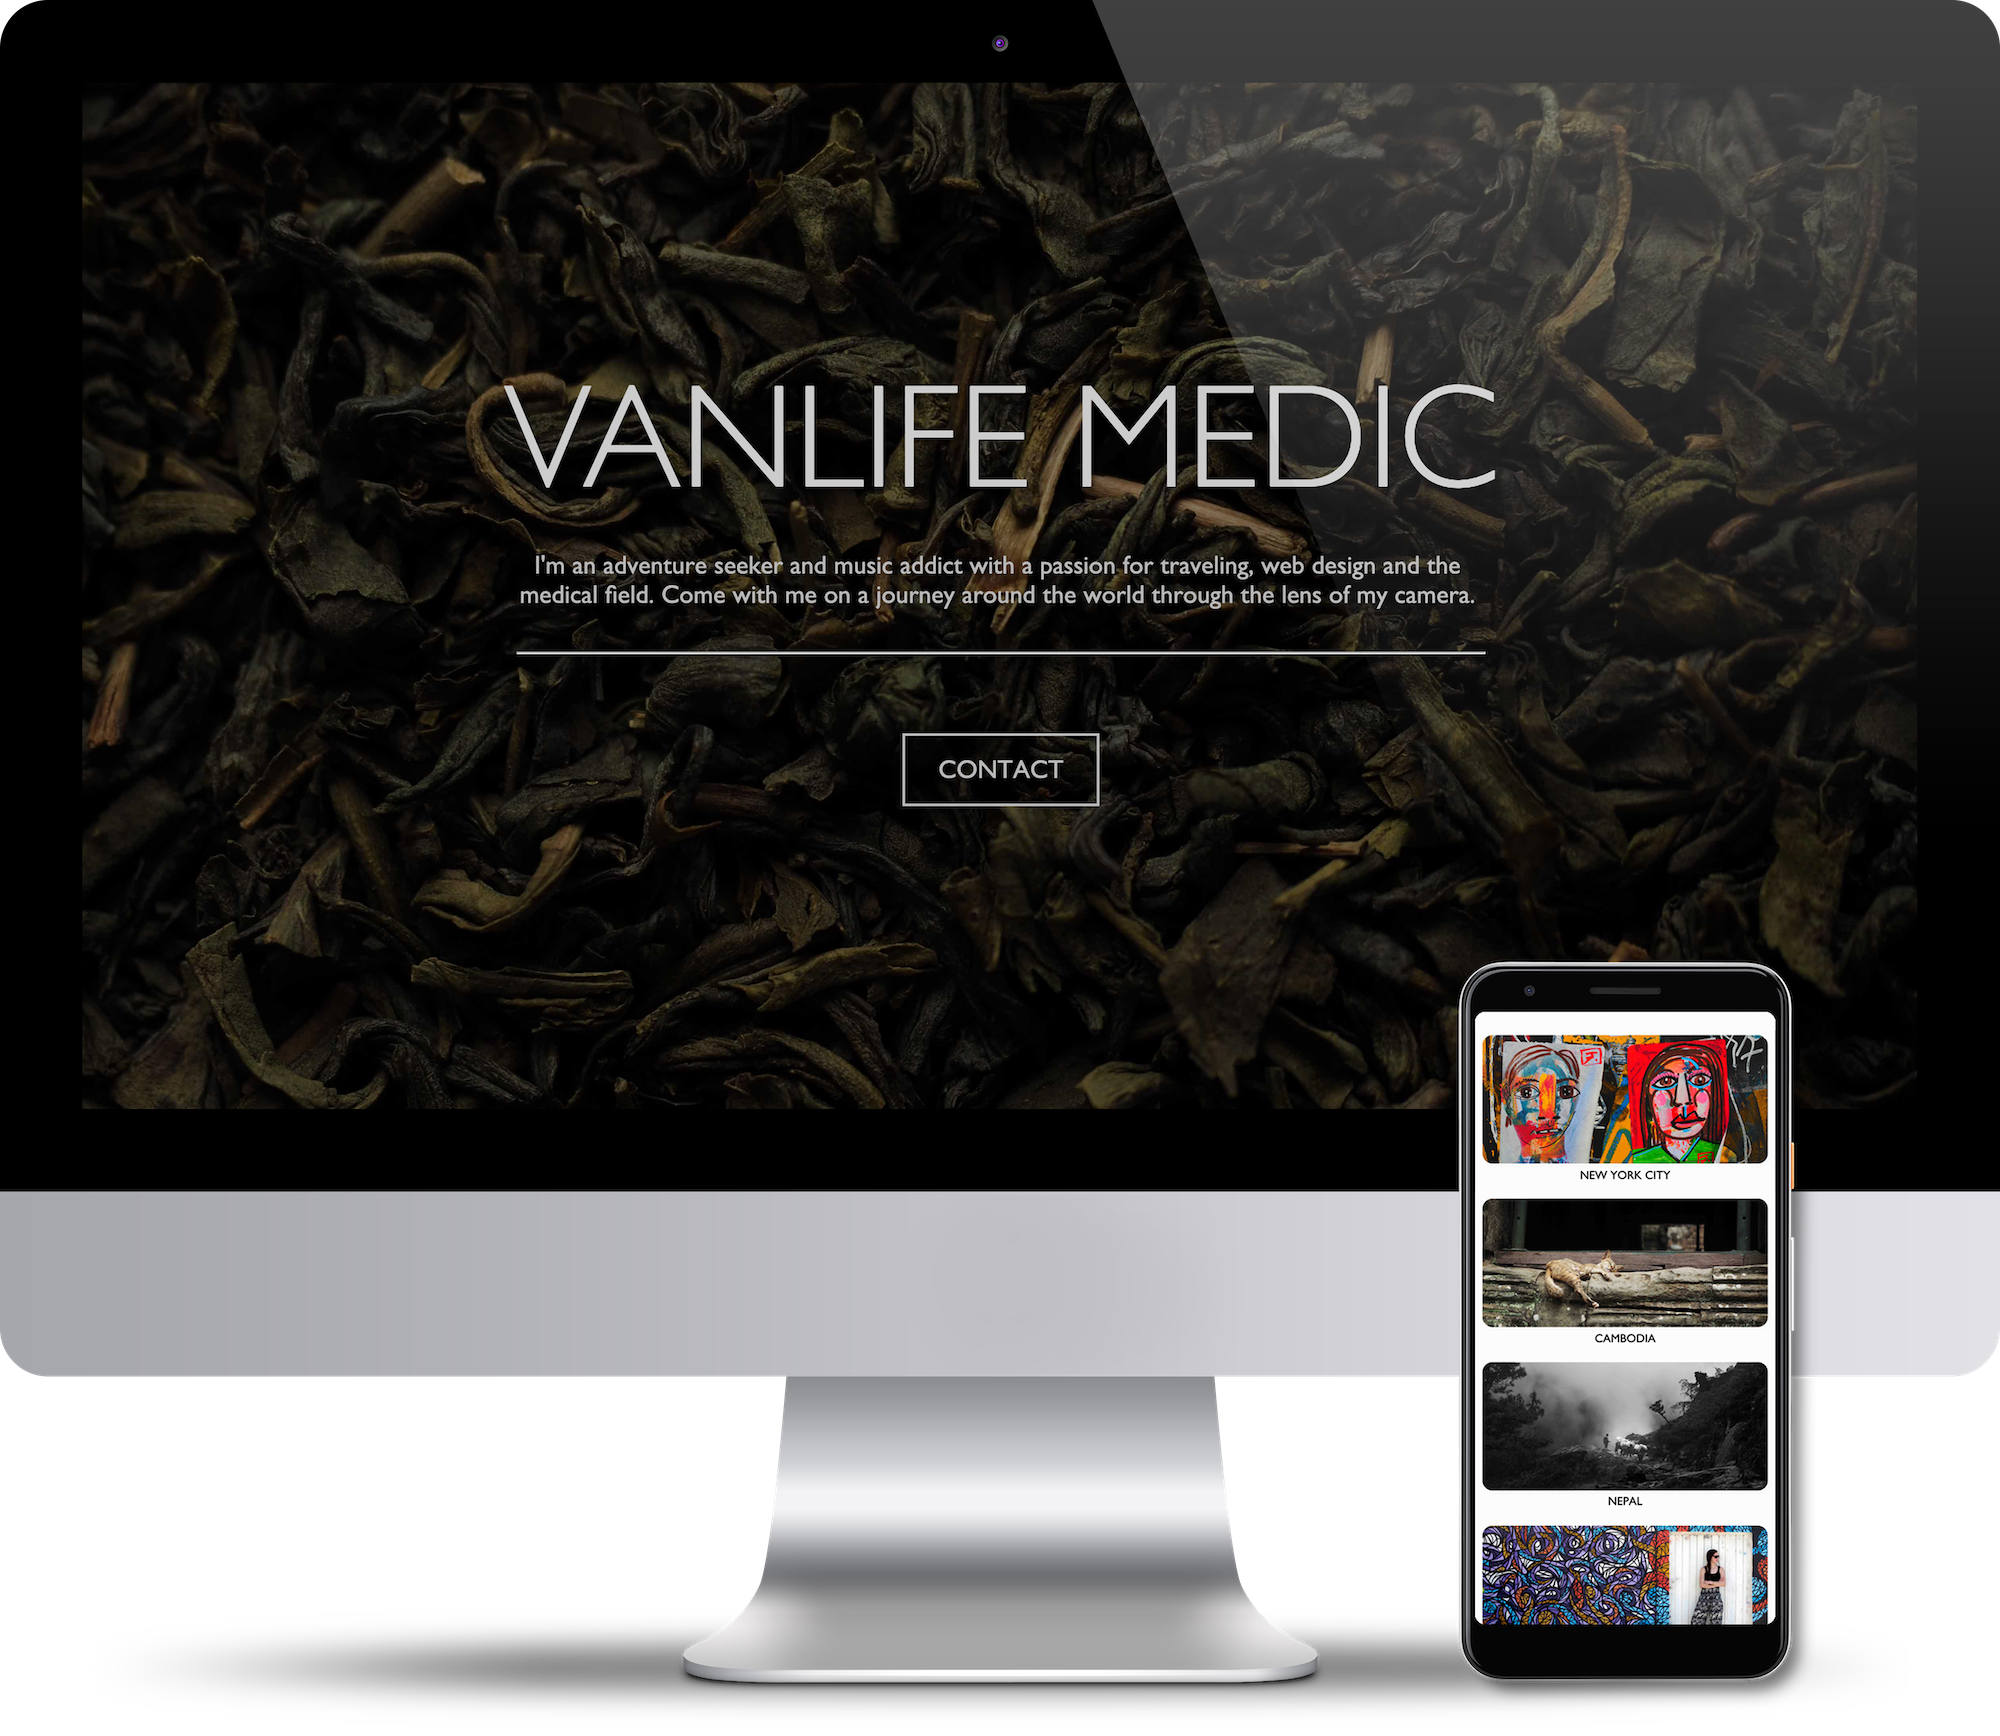 VANLIFE MEDIC
I'm an adventure seeker and music addict with a passion for traveling, web design and the
medical field. Come with me on a journey around the world through the lens of my camera.
CONTACT
NEW YORK CITY
CAMBODIA
NEPAL